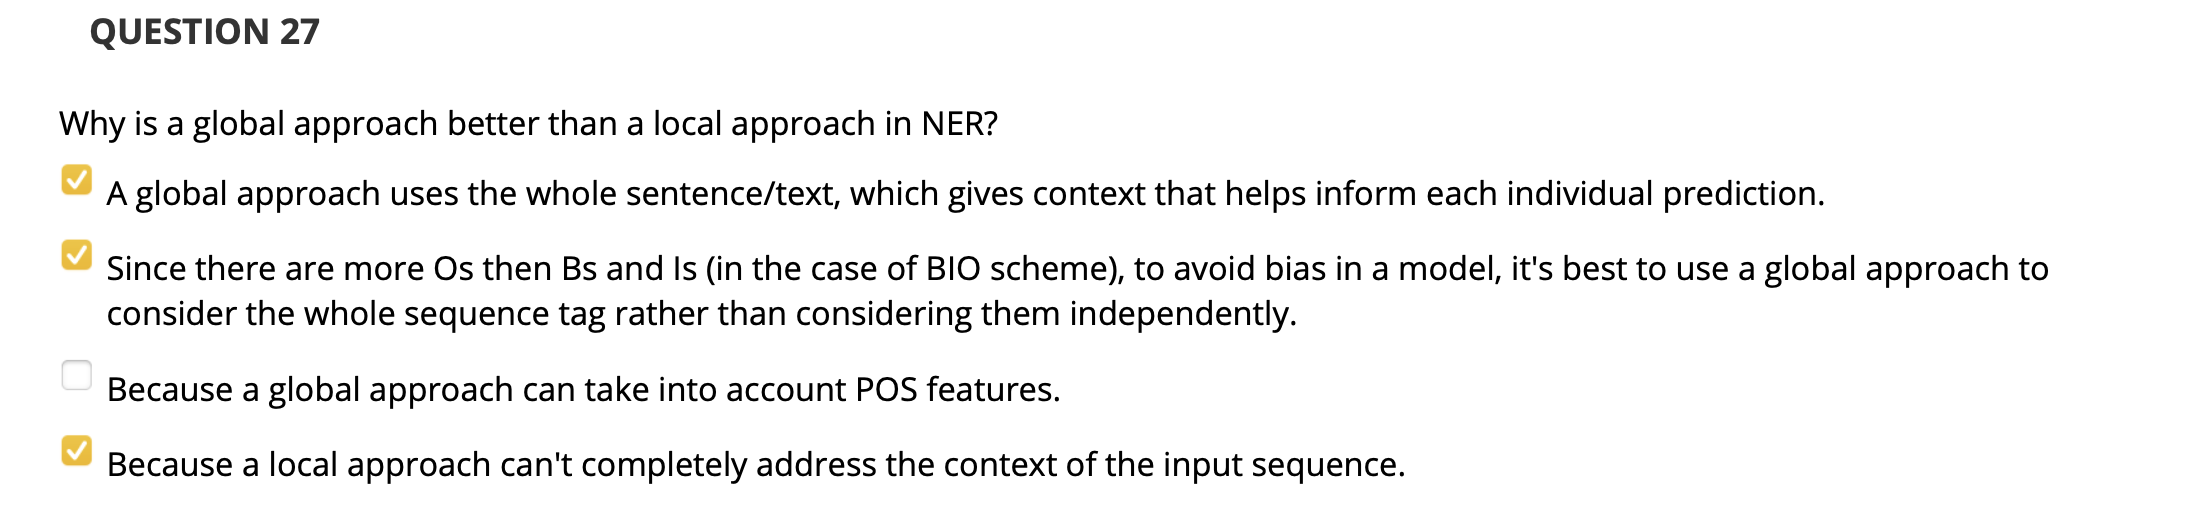 QUESTION 27
Why is a global approach better than a local approach in NER?
A global approach uses the whole sentence/text, which gives context that helps inform each individual prediction.
Since there are more Os then Bs and Is (in the case of BIO scheme), to avoid bias in a model, it's best to use a global approach to
consider the whole sequence tag rather than considering them independently.
Because a global approach can take into account POS features.
Because a local approach can't completely address the context of the input sequence.